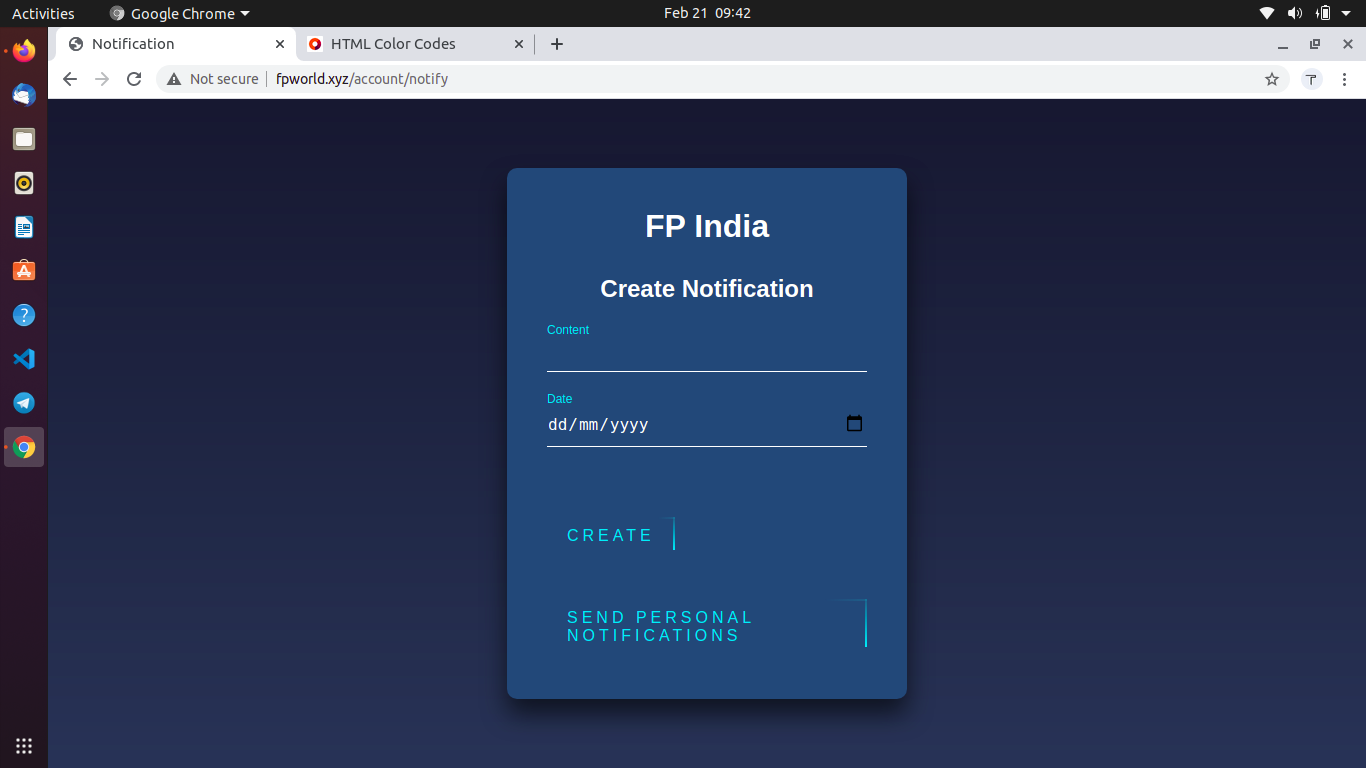 Activities Google Chrome Feb 21 09:42
Notification HTML Color Codes
Not secure fpworld.xyz/account/notify T
FP India
Create Notification
Content
Date
dd/mm/yyyy
CREATE
SEND PERSONAL
NOTIFICATIONS